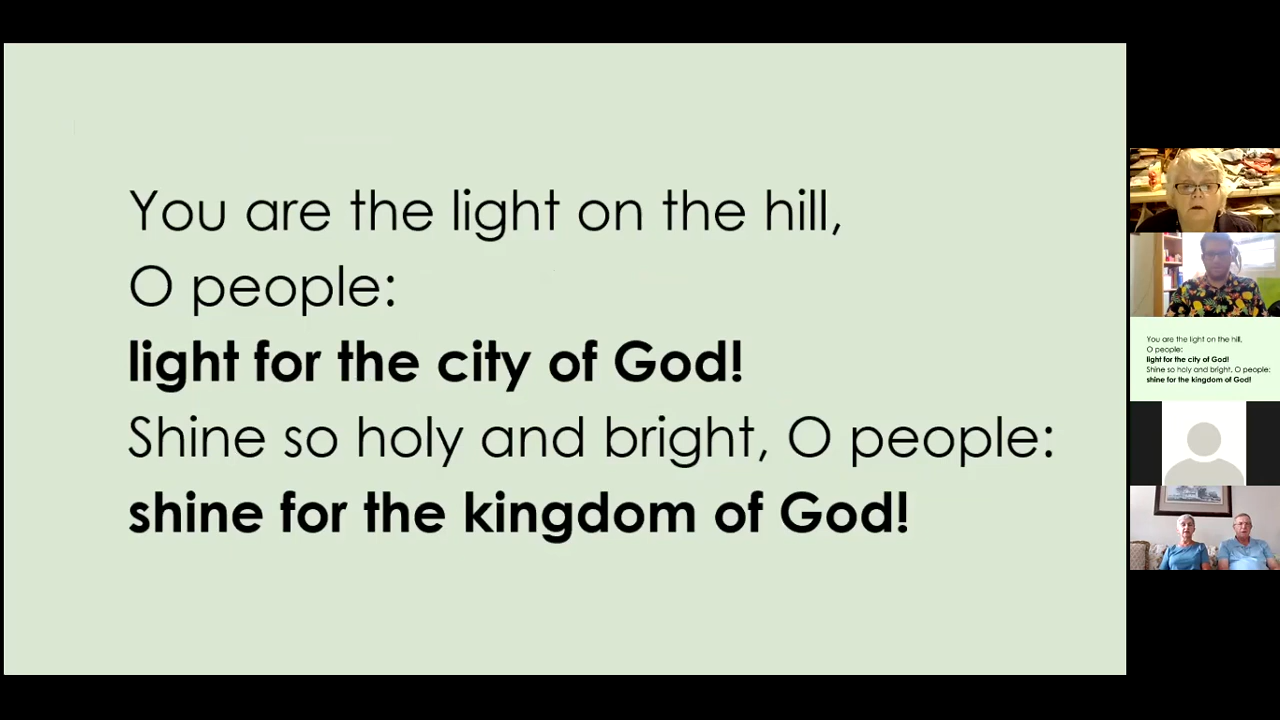 You are the light on the hill,
O people:
light for the city of God!
Shine so holy and bright, O people:
shine for the kingdom of God!
You are the light on the hill,
O people:
light for the city of God!
Shine so holy and bright, O people:
shine for the kingdom of God!